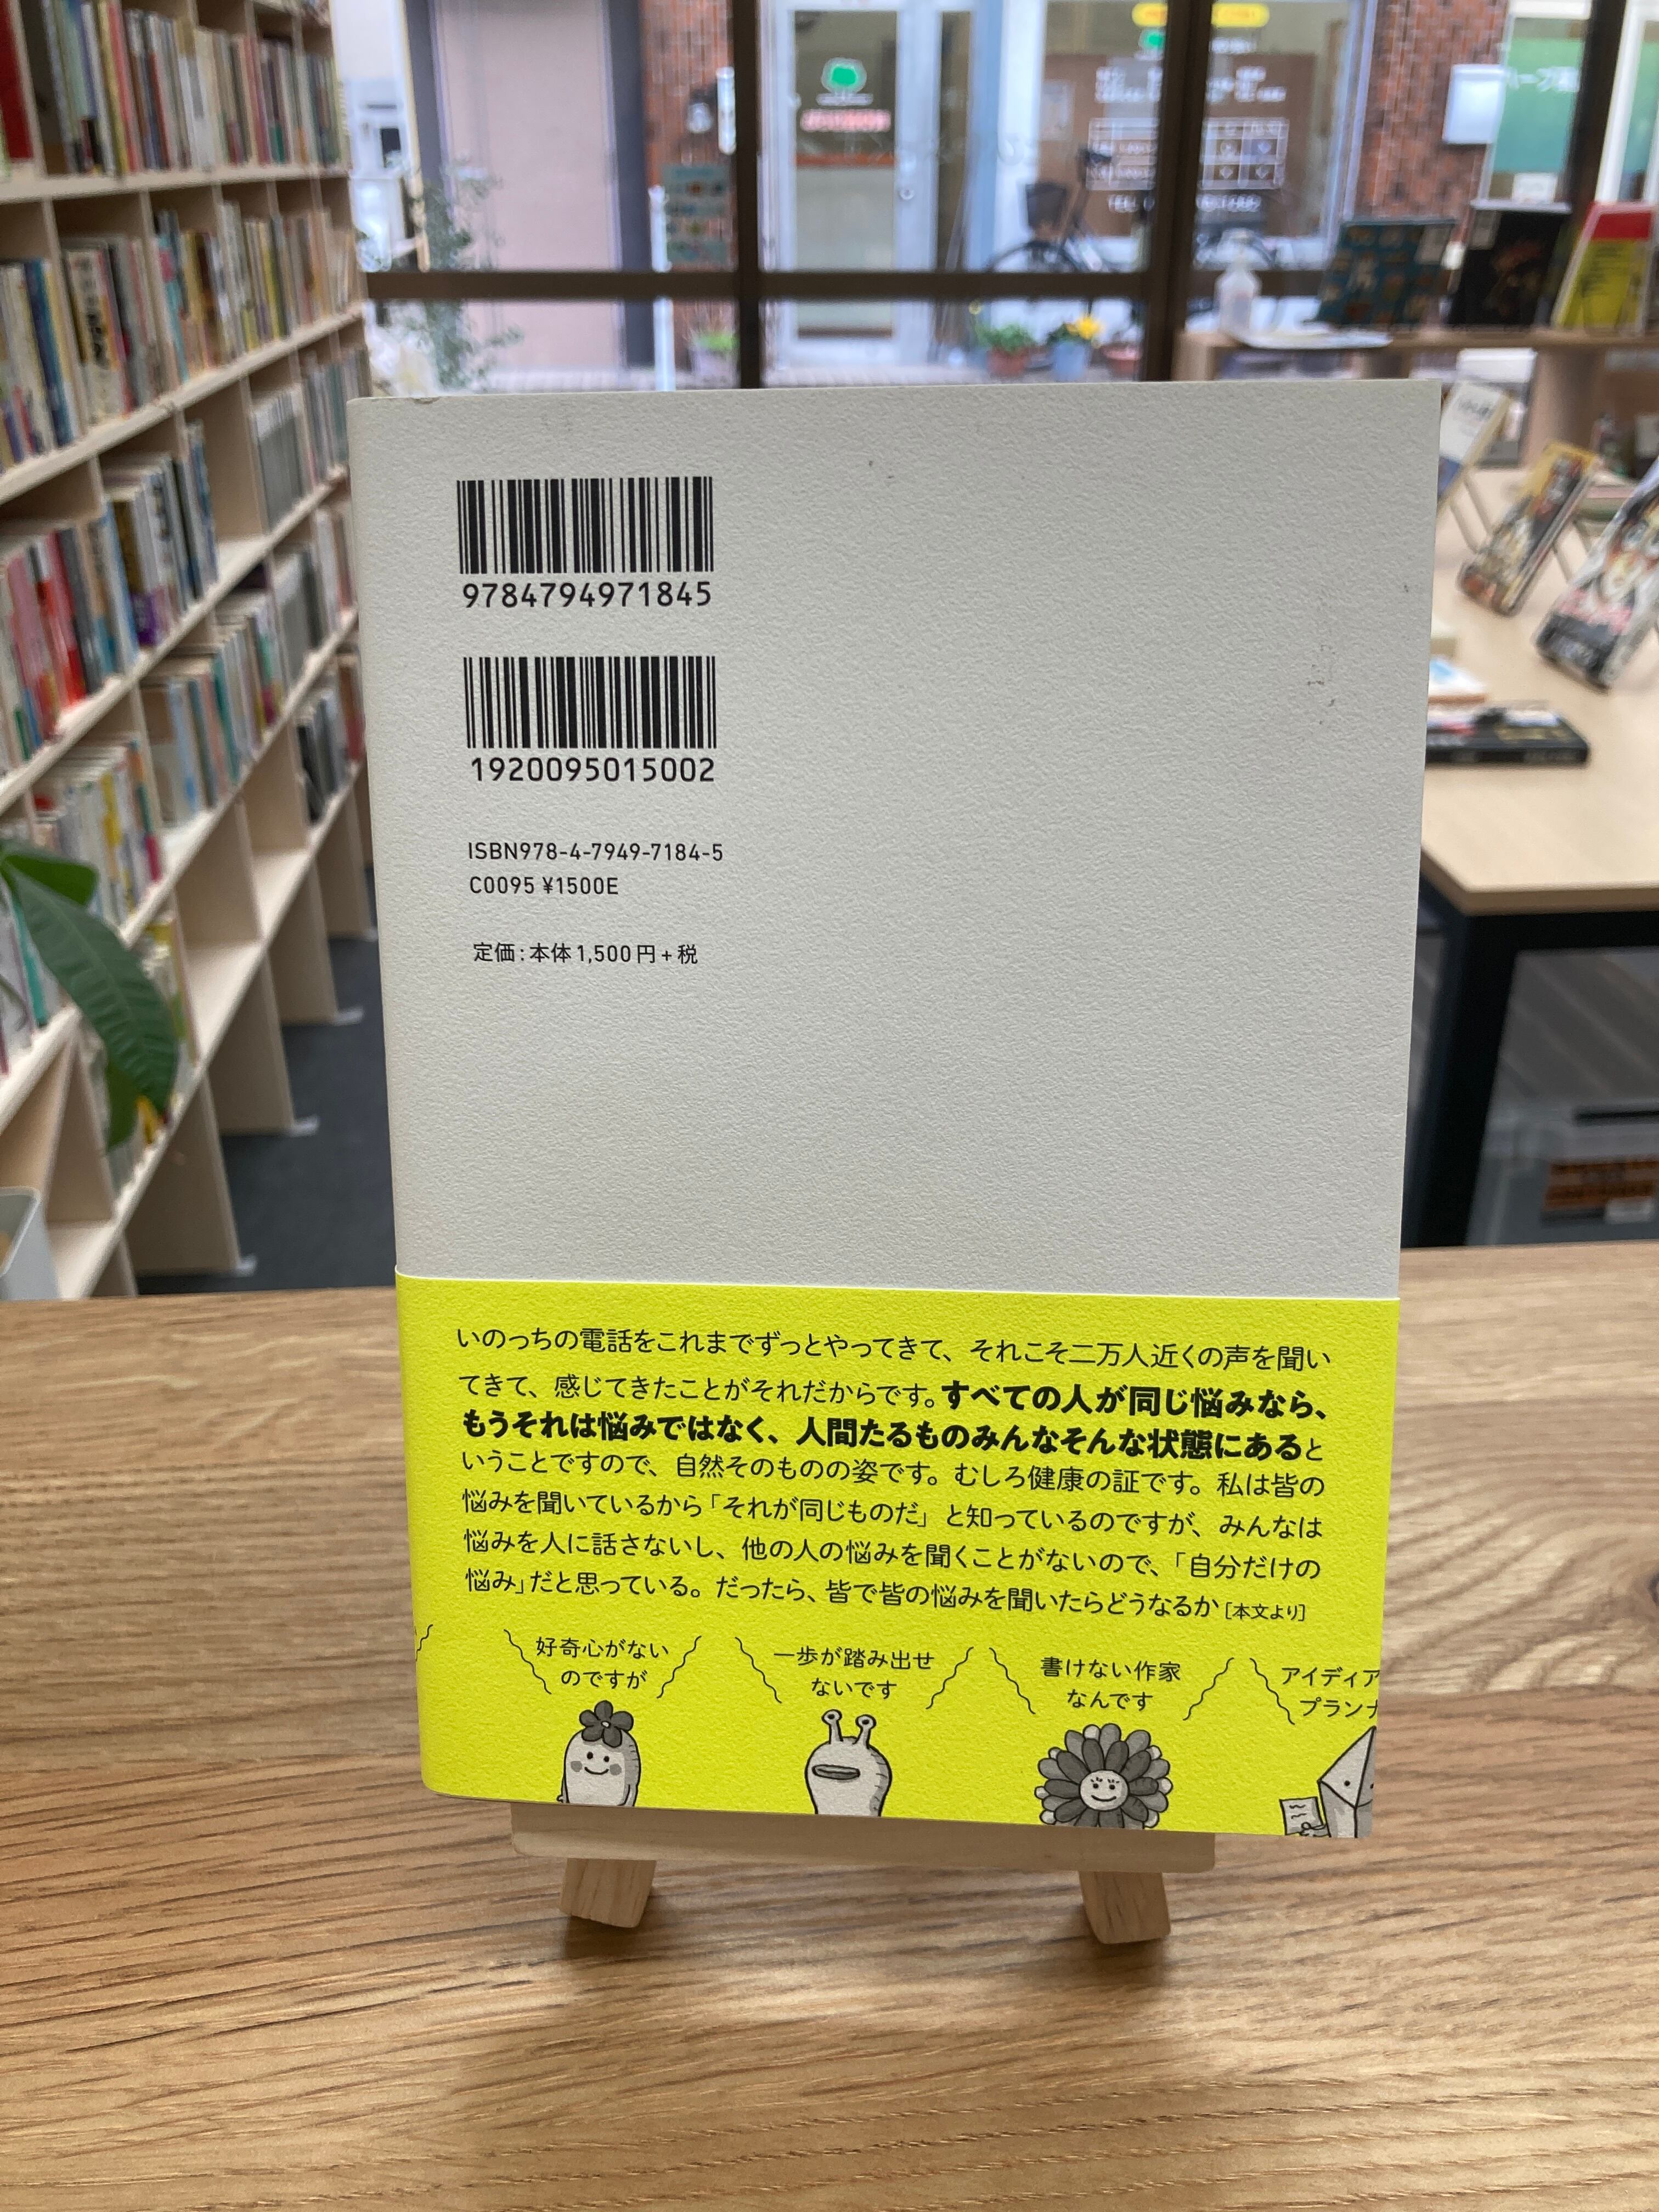 9784794971845
1920095015002
ISBN978-4-7949-7184-5
C0095 ¥1500E
定価：本体1,500円＋税
いのっちの電話をこれまでずっとやってきて、それこそ二万人近くの声を聞い
てきて、感じてきたことがそれだからです。すべての人が同じ悩みなら、
もうそれは悩みではなく、人間たるものみんなそんな状態にあると
いうことですので、自然そのものの姿です。むしろ健康の証です。私は皆の
悩みを聞いているから「それが同じものだ」と知っているのですが、みんなは
悩みを人に話さないし、他の人の悩みを聞くことがないので、「自分だけの
悩み」だと思っている。だったら、皆で皆の悩みを聞いたらどうなるか［本文より］
好奇心がない
のですが
一歩が踏み出せ
ないです
書けない作家
なんです
アイディア
プランナ
TEL